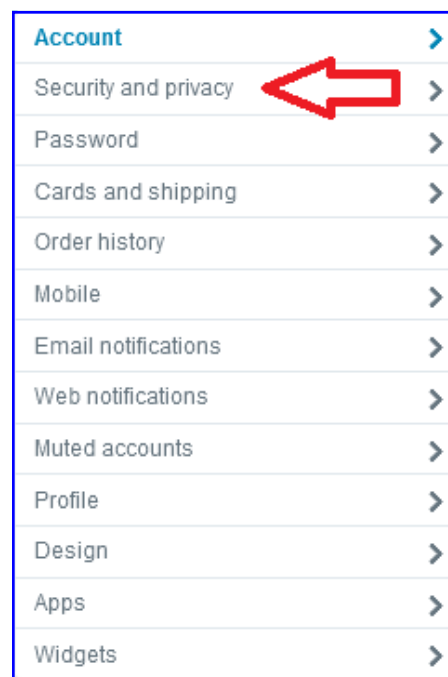 Account
Security and privacy
Password
Cards and shipping
Order history
Mobile
Email notifications
Web notifications
Muted accounts
Profile
Design
Apps
Widgets